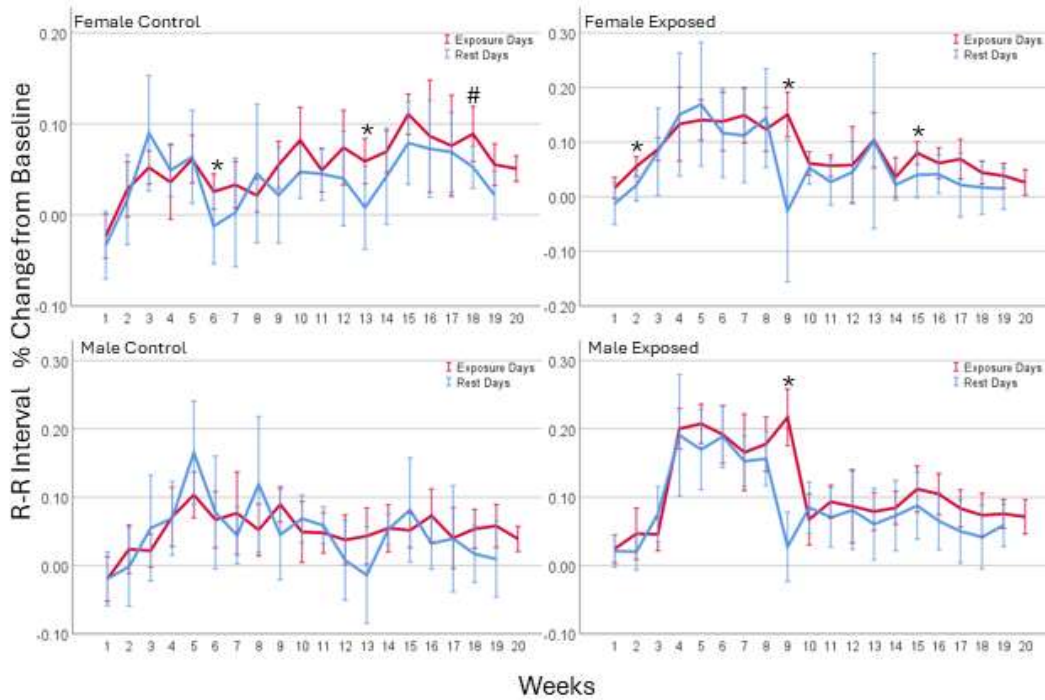 Female Control
Exposure Days
Rest Days
0.20
0.10
0.00
-0.10
* * #
1 2 3 4 5 6 7 8 9 10 11 12 13 14 15 16 17 18 19 20
Female Exposed
Exposure Days
Rest Days
0.30
0.20
0.10
0.00
-0.10
-0.20
* * *
1 2 3 4 5 6 7 8 9 10 11 12 13 14 15 16 17 18 19 20
R-R Interval % Change from Baseline
Male Control
Exposure Days
Rest Days
0.30
0.20
0.10
0.00
-0.10
1 2 3 4 5 6 7 8 9 10 11 12 13 14 15 16 17 18 19 20
Male Exposed
Exposure Days
Rest Days
0.30
0.20
0.10
0.00
-0.10
*
1 2 3 4 5 6 7 8 9 10 11 12 13 14 15 16 17 18 19 20
Weeks